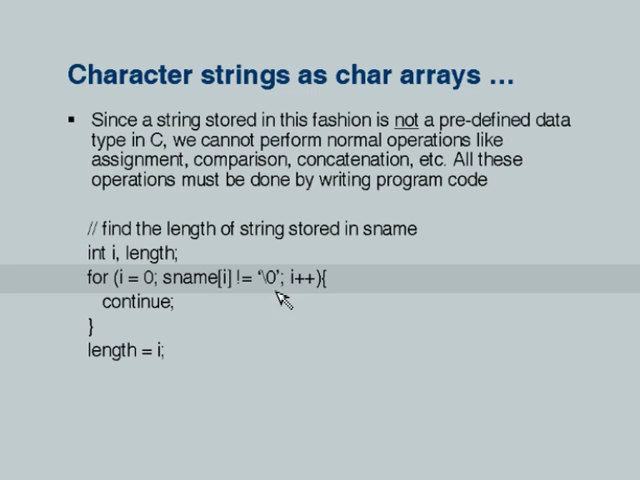 Character strings as char arrays …
▪ Since a string stored in this fashion is not a pre-defined data
type in C, we cannot perform normal operations like
assignment, comparison, concatenation, etc. All these
operations must be done by writing program code
// find the length of string stored in sname
int i, length;
for (i = 0; sname[i] != ‘\0’; i++){
continue;
}
length = i;